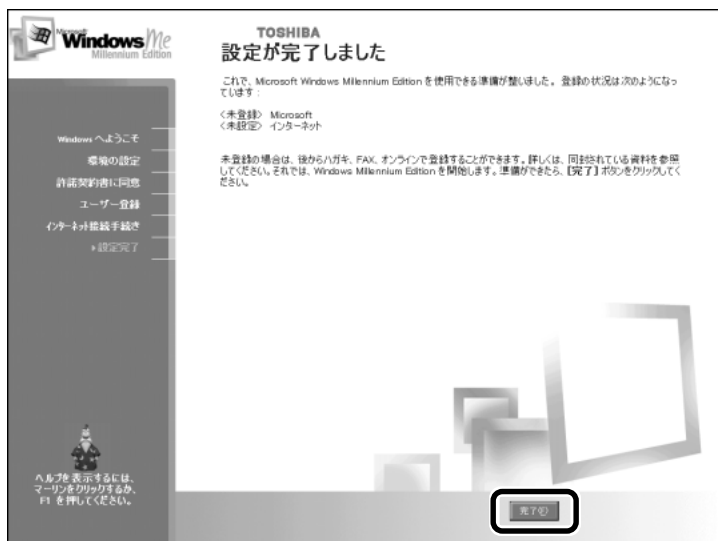 Microsoft
Windows Me
Millennium Edition
TOSHIBA
設定が完了しました
これで、Microsoft Windows Millennium Edition を使用できる準備が整いました。登録の状況は次のようになっ
ています：
＜未登録＞ Microsoft
＜未設定＞ インターネット
未登録の場合は、後からハガキ、FAX、オンラインで登録することができます。詳しくは、同封されている資料を参照
してください。それでは、Windows Millennium Edition を開始します。準備ができたら、[完了] ボタンをクリックしてく
ださい。
Windows へようこそ
環境の設定
許諾契約書に同意
ユーザー登録
インターネット接続手続き
▸設定完了
ヘルプを表示するには、
マーリンをクリックするか、
F1 を押してください。
完了(F)